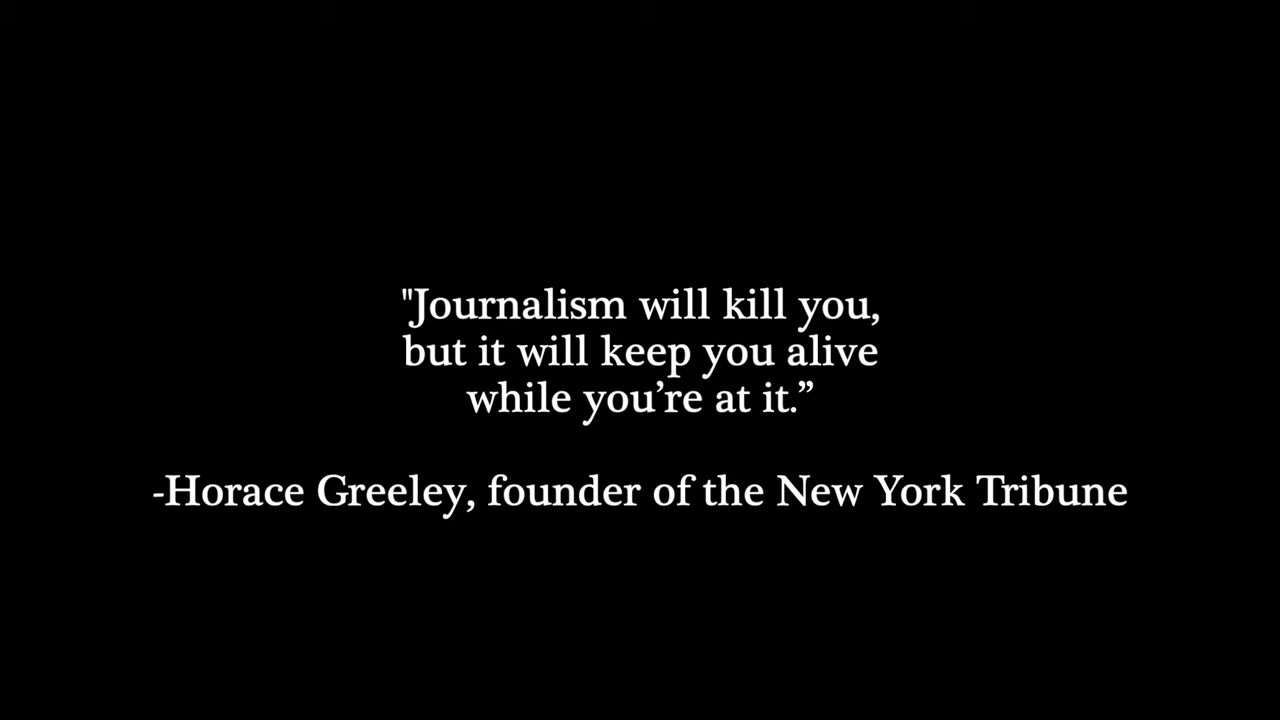 "Journalism will kill you,
but it will keep you alive
while you’re at it.”
-Horace Greeley, founder of the New York Tribune